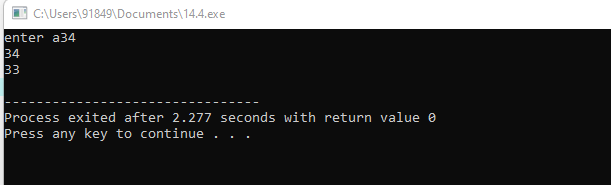 C:\Users\91849\Documents\14.4.exe
enter a34
34
33
--------------------------------
Process exited after 2.277 seconds with return value 0
Press any key to continue . . .